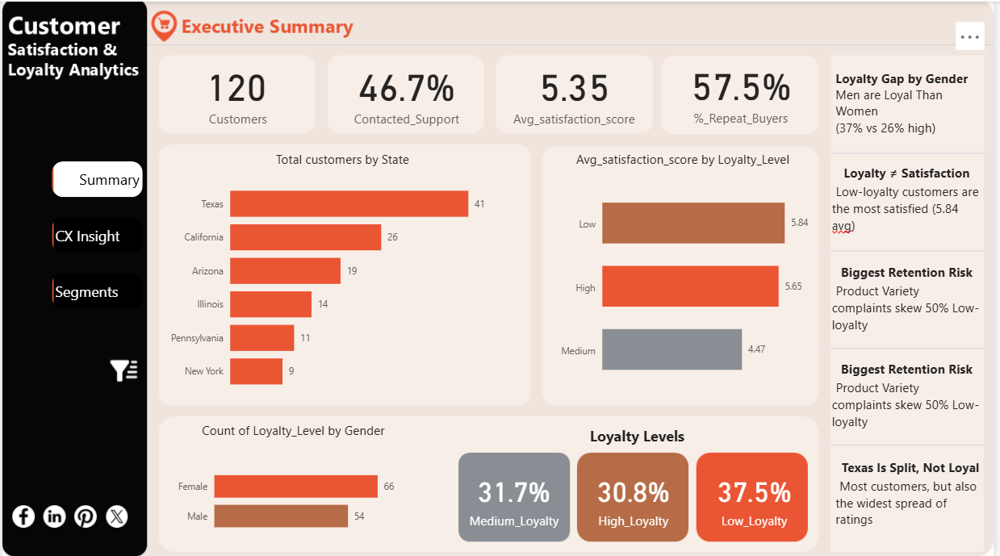 Customer
Satisfaction &
Loyalty Analytics
Summary
CX Insight
Segments
Executive Summary
120
Customers
46.7%
Contacted_Support
5.35
Avg_satisfaction_score
57.5%
%_Repeat_Buyers
Total customers by State
Texas 41
California 26
Arizona 19
Illinois 14
Pennsylvania 11
New York 9
Avg_satisfaction_score by Loyalty_Level
Low 5.84
High 5.65
Medium 4.47
Count of Loyalty_Level by Gender
Female 66
Male 54
Loyalty Levels
31.7%
Medium_Loyalty
30.8%
High_Loyalty
37.5%
Low_Loyalty
Loyalty Gap by Gender
Men are Loyal Than
Women
(37% vs 26% high)
Loyalty ≠ Satisfaction
Low-loyalty customers are
the most satisfied (5.84
avg)
Biggest Retention Risk
Product Variety
complaints skew 50% Low-
loyalty
Biggest Retention Risk
Product Variety
complaints skew 50% Low-
loyalty
Texas Is Split, Not Loyal
Most customers, but also
the widest spread of
ratings